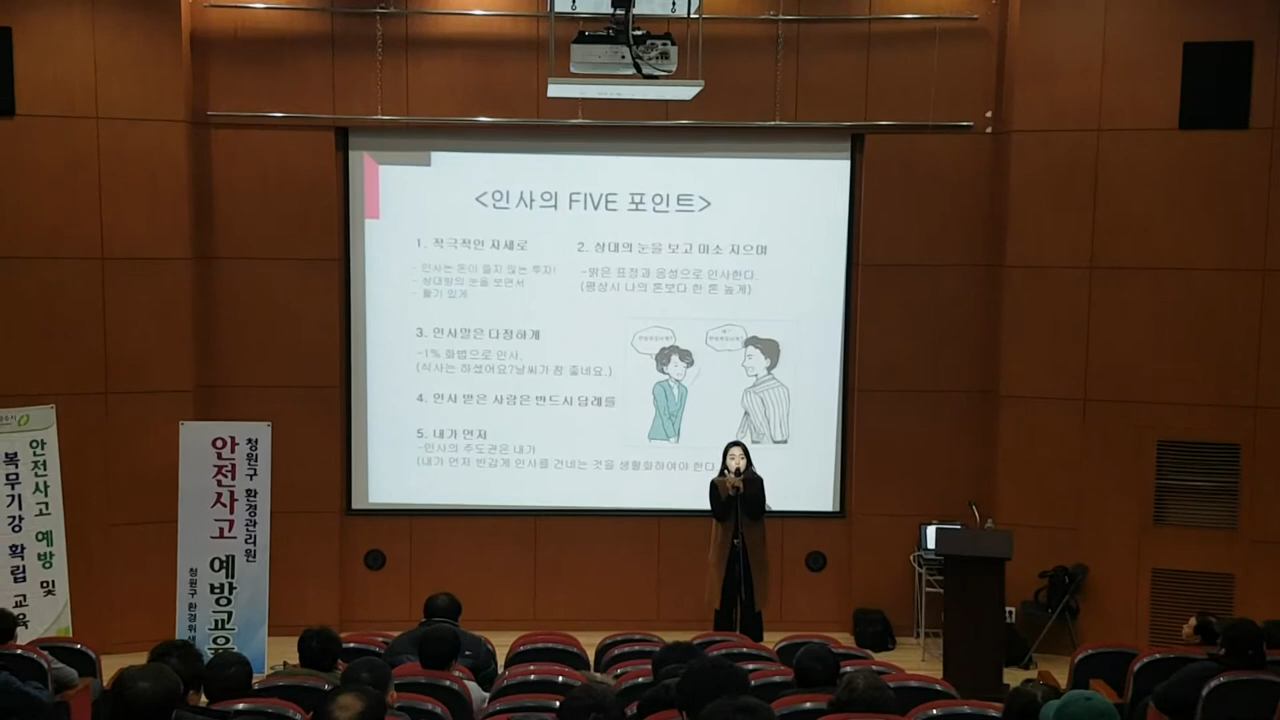 <인사의 FIVE 포인트>
1. 적극적인 자세로
- 인사는 돈이 들지 않는 투자!
- 상대방의 눈을 보면서
- 활기 있게
2. 상대의 눈을 보고 미소 지으며
-밝은 표정과 음성으로 인사한다.
(평상시 나의 톤보다 한 톤 높게)
3. 인사말은 다정하게
-1% 화법으로 인사.
(식사는 하셨어요?날씨가 참 좋네요.)
4. 인사 받은 사람은 반드시 답례를
5. 내가 먼저
-인사의 주도권은 내가
(내가 먼저 반갑게 인사를 건네는 것을 생활화하여야 한다
안전사고 예방 및
복무기강 확립 교육
청원구 환경관리원
안전사고 예방교육
청원구 환경위생